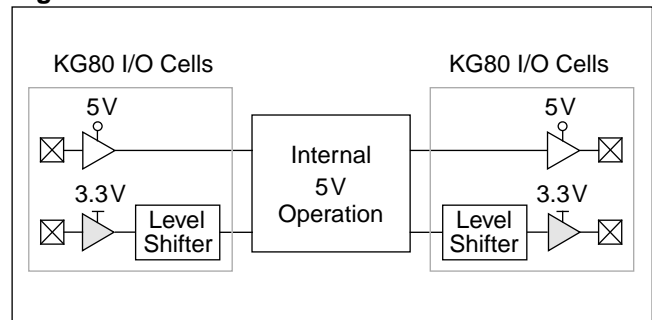 KG80 I/O Cells
5V
3.3V
Level
Shifter
Internal
5V
Operation
KG80 I/O Cells
5V
3.3V
Level
Shifter